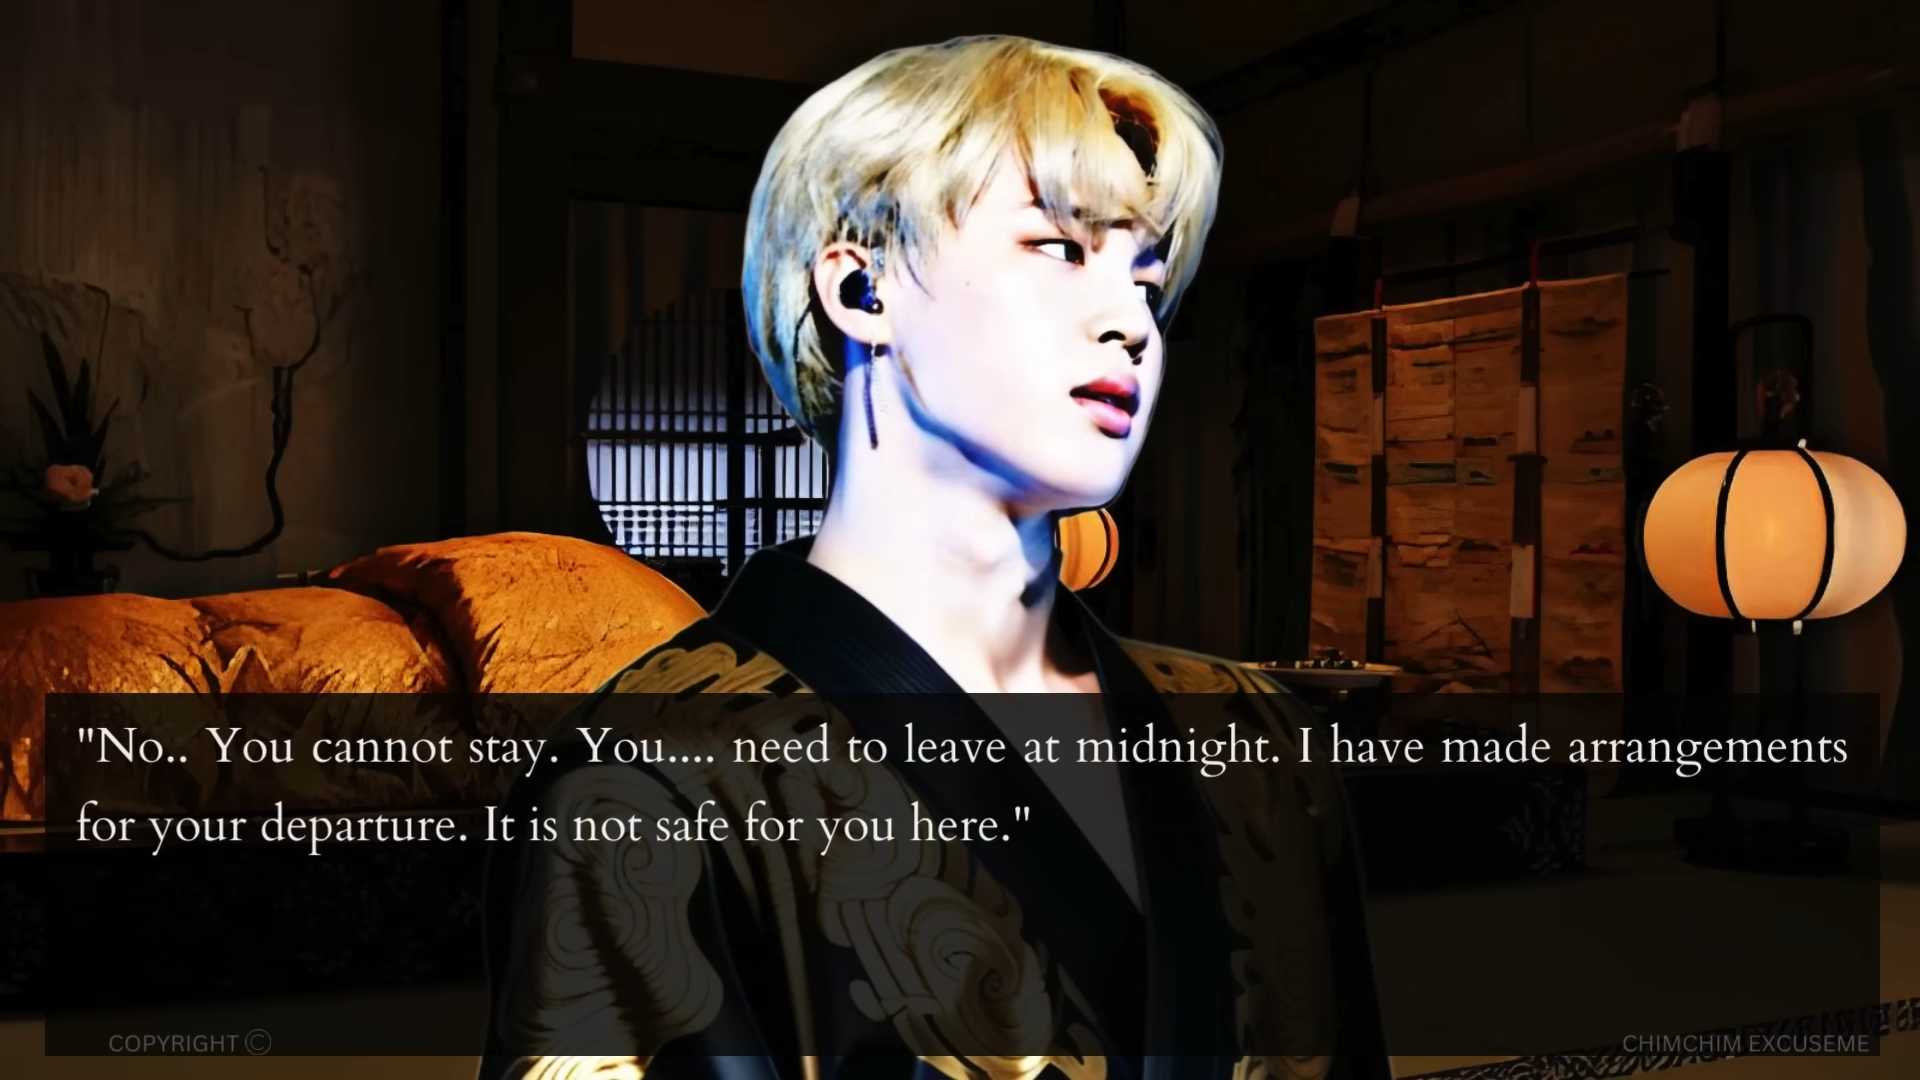 "No.. You cannot stay. You.... need to leave at midnight. I have made arrangements
for your departure. It is not safe for you here."
COPYRIGHT ©
CHIMCHIM EXCUSEME